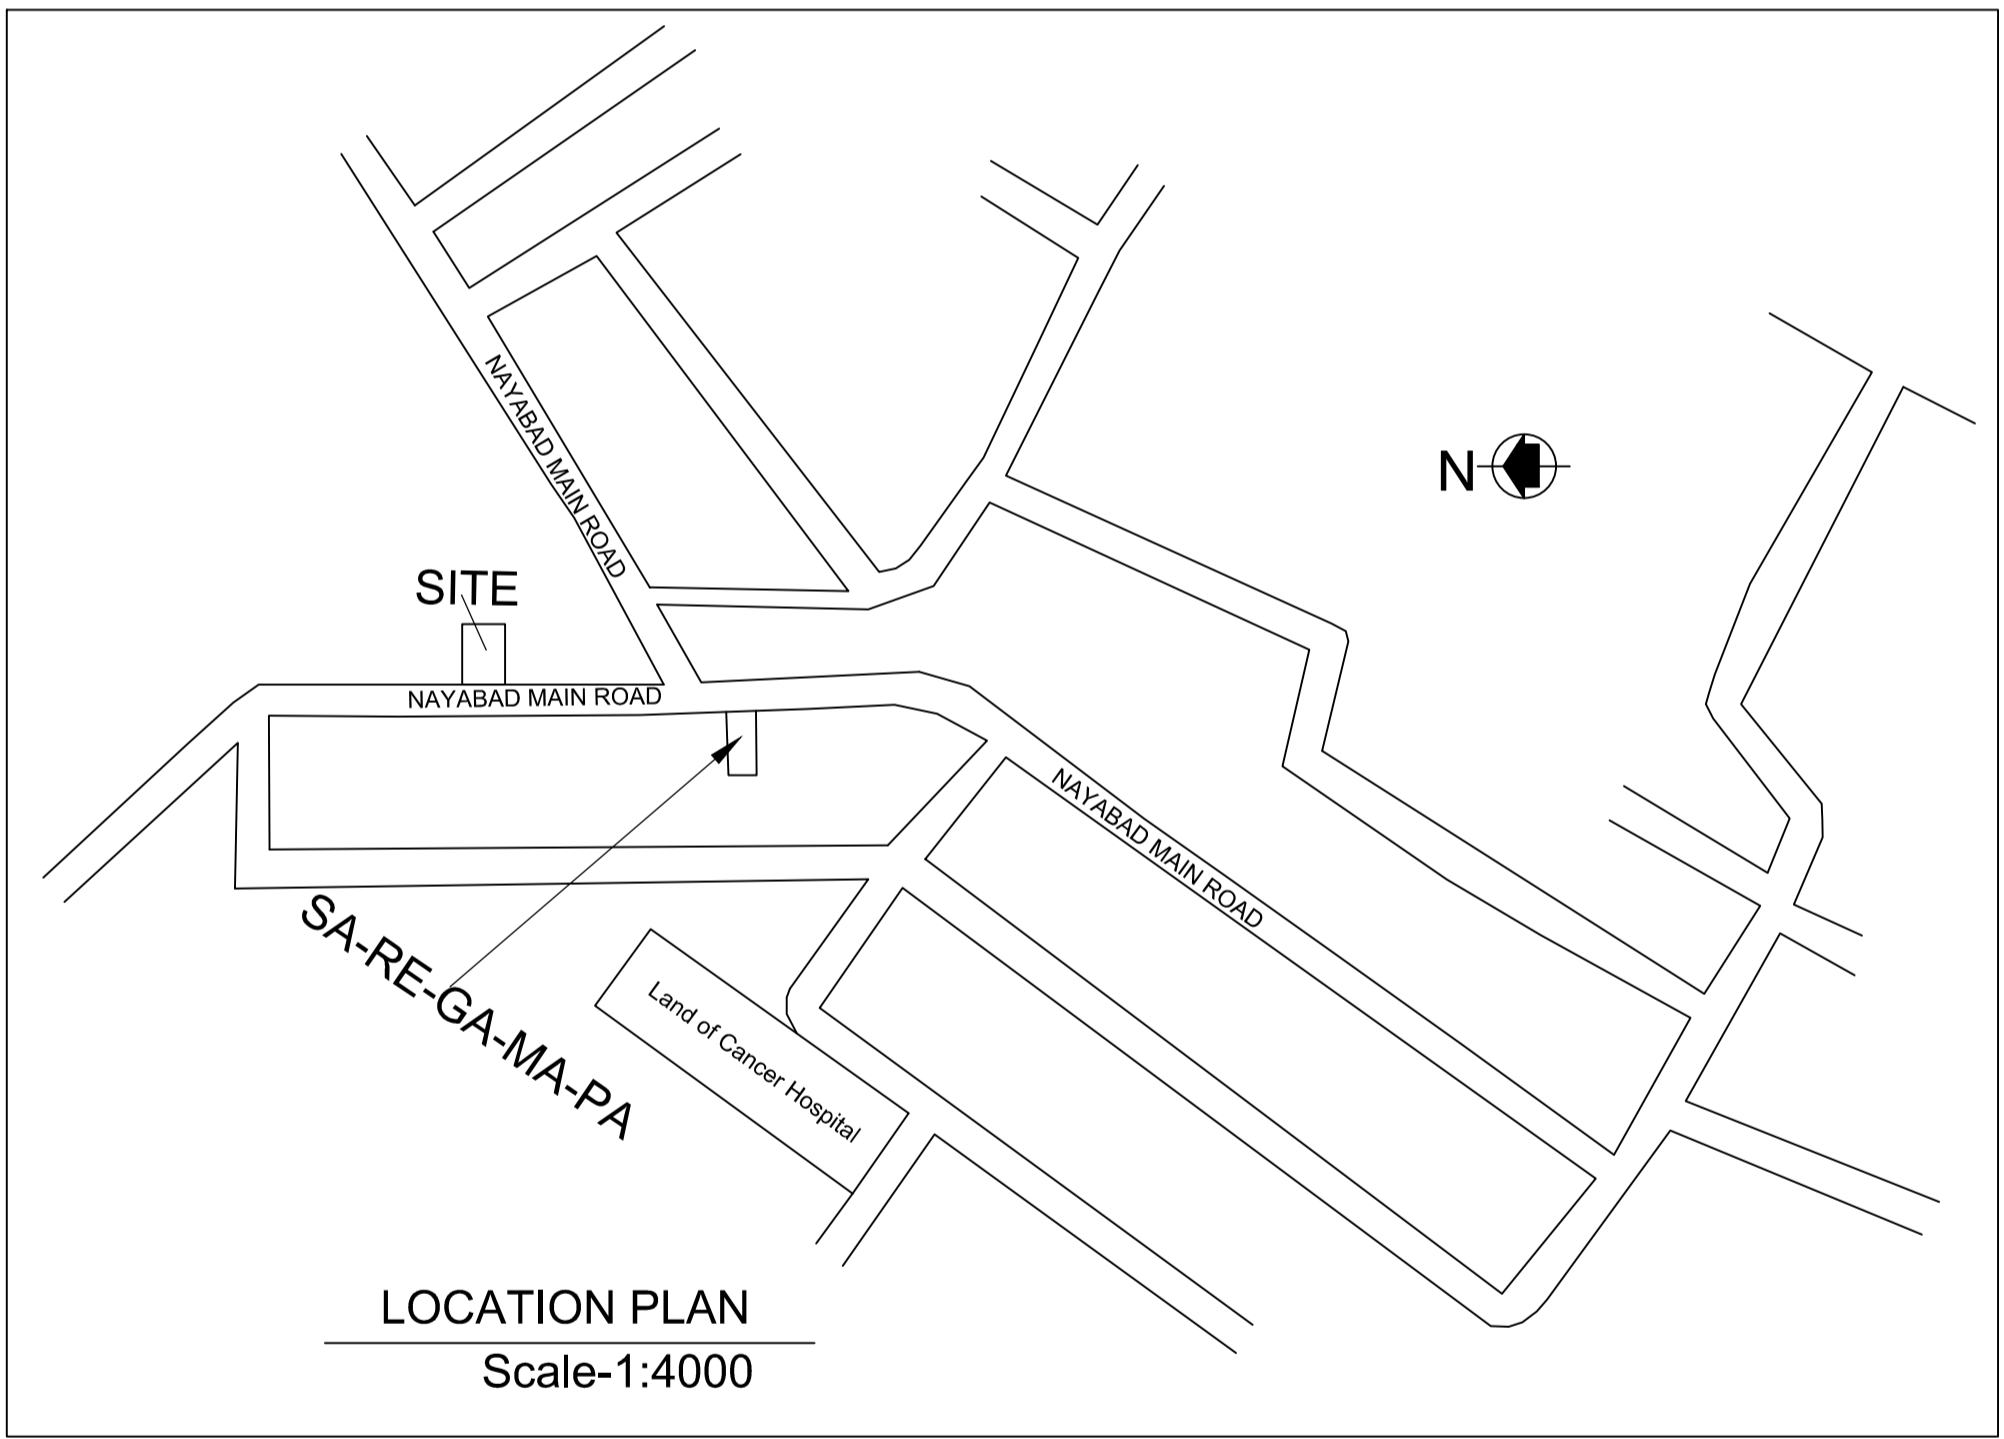 NAYABAD MAIN ROAD
N
SITE
NAYABAD MAIN ROAD
NAYABAD MAIN ROAD
SA-RE-GA-MA-PA
Land of Cancer Hospital
LOCATION PLAN
Scale-1:4000